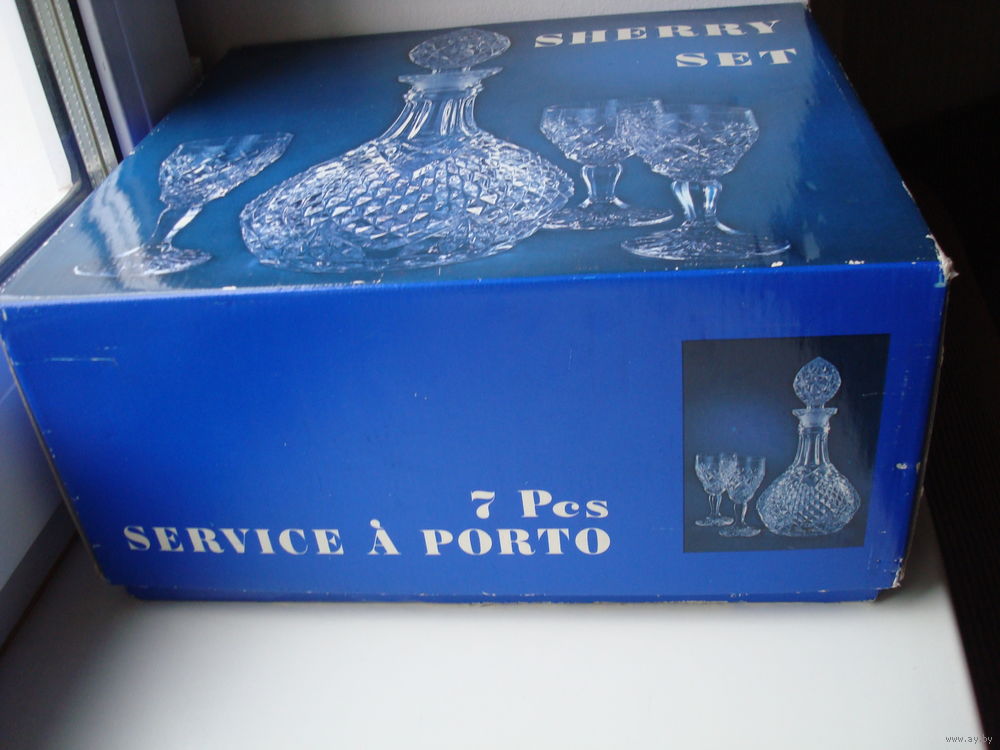 SHERRY
SET
7 Pcs
SERVICE À PORTO
www.ay.by